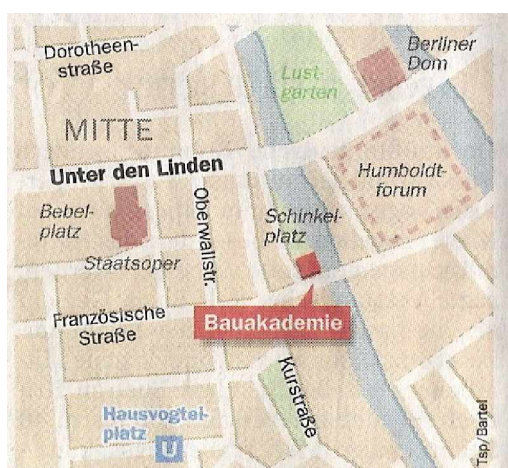 Dorotheen-
straße
Berliner
Dom
Lust-
garten
MITTE
Unter den Linden
Humboldt-
forum
Bebel-
platz
Oberwallstr.
Schinkel-
platz
Staatsoper
Französische
Straße
Bauakademie
Kurstraße
Hausvogtei-
platz
U
Tsp/Bartel